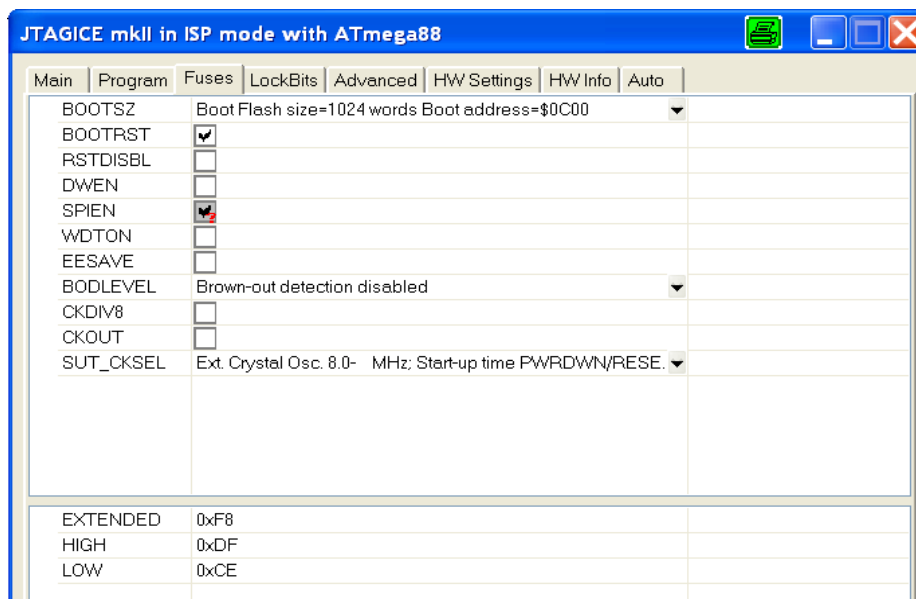 JTAGICE mkII in ISP mode with ATmega88
Main Program Fuses LockBits Advanced HW Settings HW Info Auto
BOOTSZ Boot Flash size=1024 words Boot address=$0C00
BOOTRST
RSTDISBL
DWEN
SPIEN
WDTON
EESAVE
BODLEVEL Brown-out detection disabled
CKDIV8
CKOUT
SUT_CKSEL Ext. Crystal Osc. 8.0- MHz; Start-up time PWRDWN/RESE.
EXTENDED 0xF8
HIGH 0xDF
LOW 0xCE